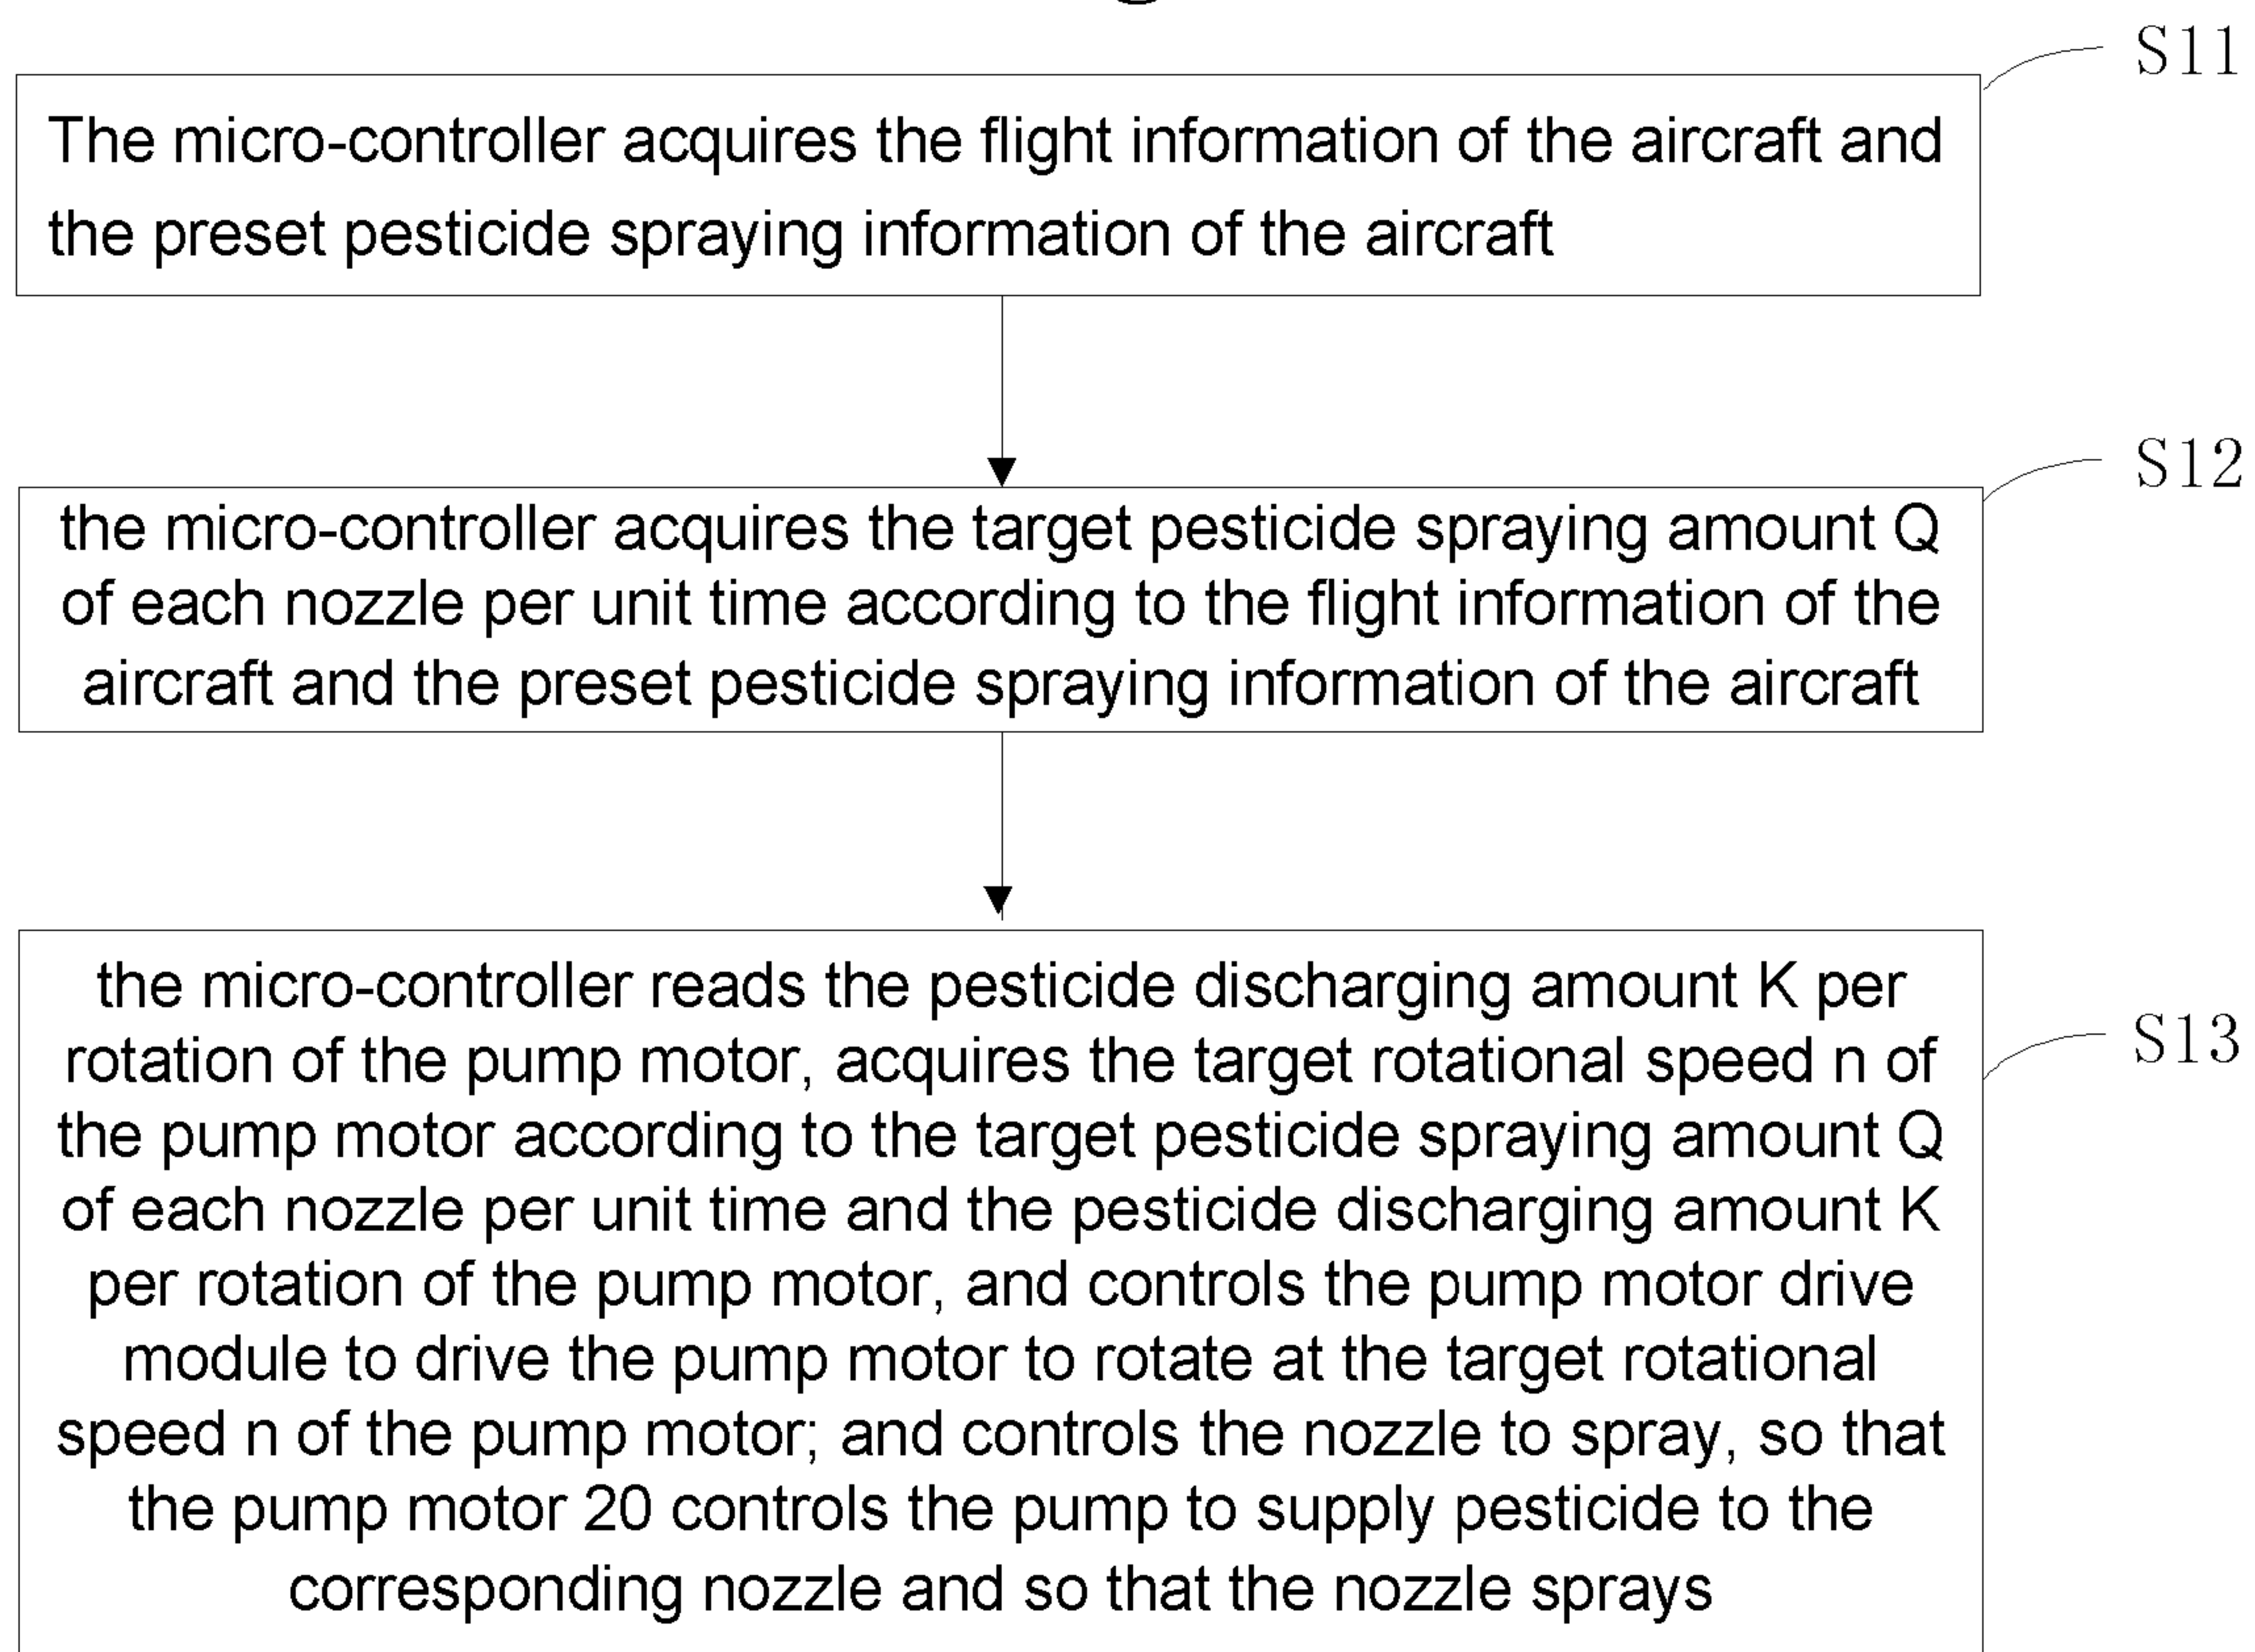 S11
The micro-controller acquires the flight information of the aircraft and
the preset pesticide spraying information of the aircraft
S12
the micro-controller acquires the target pesticide spraying amount Q
of each nozzle per unit time according to the flight information of the
aircraft and the preset pesticide spraying information of the aircraft
the micro-controller reads the pesticide discharging amount K per
S13
rotation of the pump motor, acquires the target rotational speed n of
the pump motor according to the target pesticide spraying amount Q
of each nozzle per unit time and the pesticide discharging amount K
per rotation of the pump motor, and controls the pump motor drive
module to drive the pump motor to rotate at the target rotational
speed n of the pump motor; and controls the nozzle to spray, so that
the pump motor 20 controls the pump to supply pesticide to the
corresponding nozzle and so that the nozzle sprays